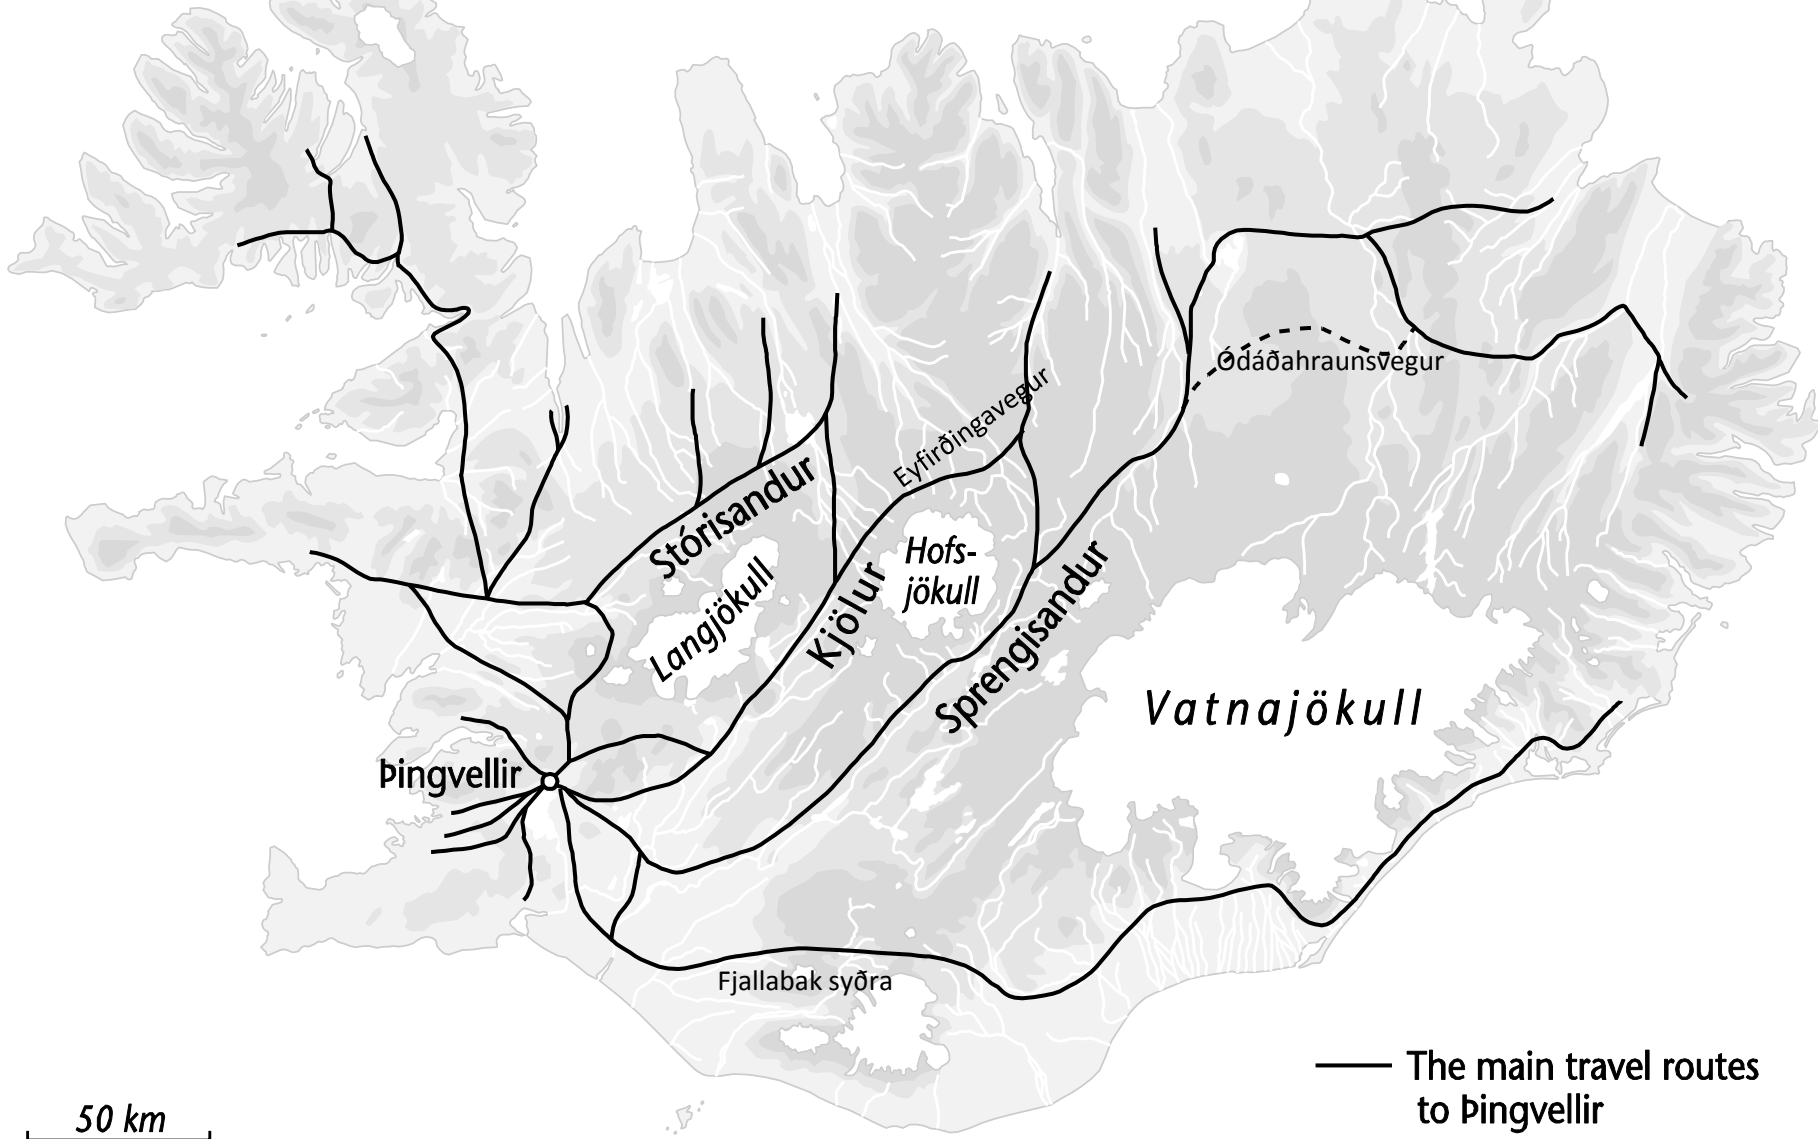 Ódáðahraunsvegur
Eyfirðingavegur
Stórisandur
Hofs-
jökull
Langjökull
Kjölur
Sprengisandur
Vatnajökull
Þingvellir
Fjallabak syðra
The main travel routes
to Þingvellir
50 km